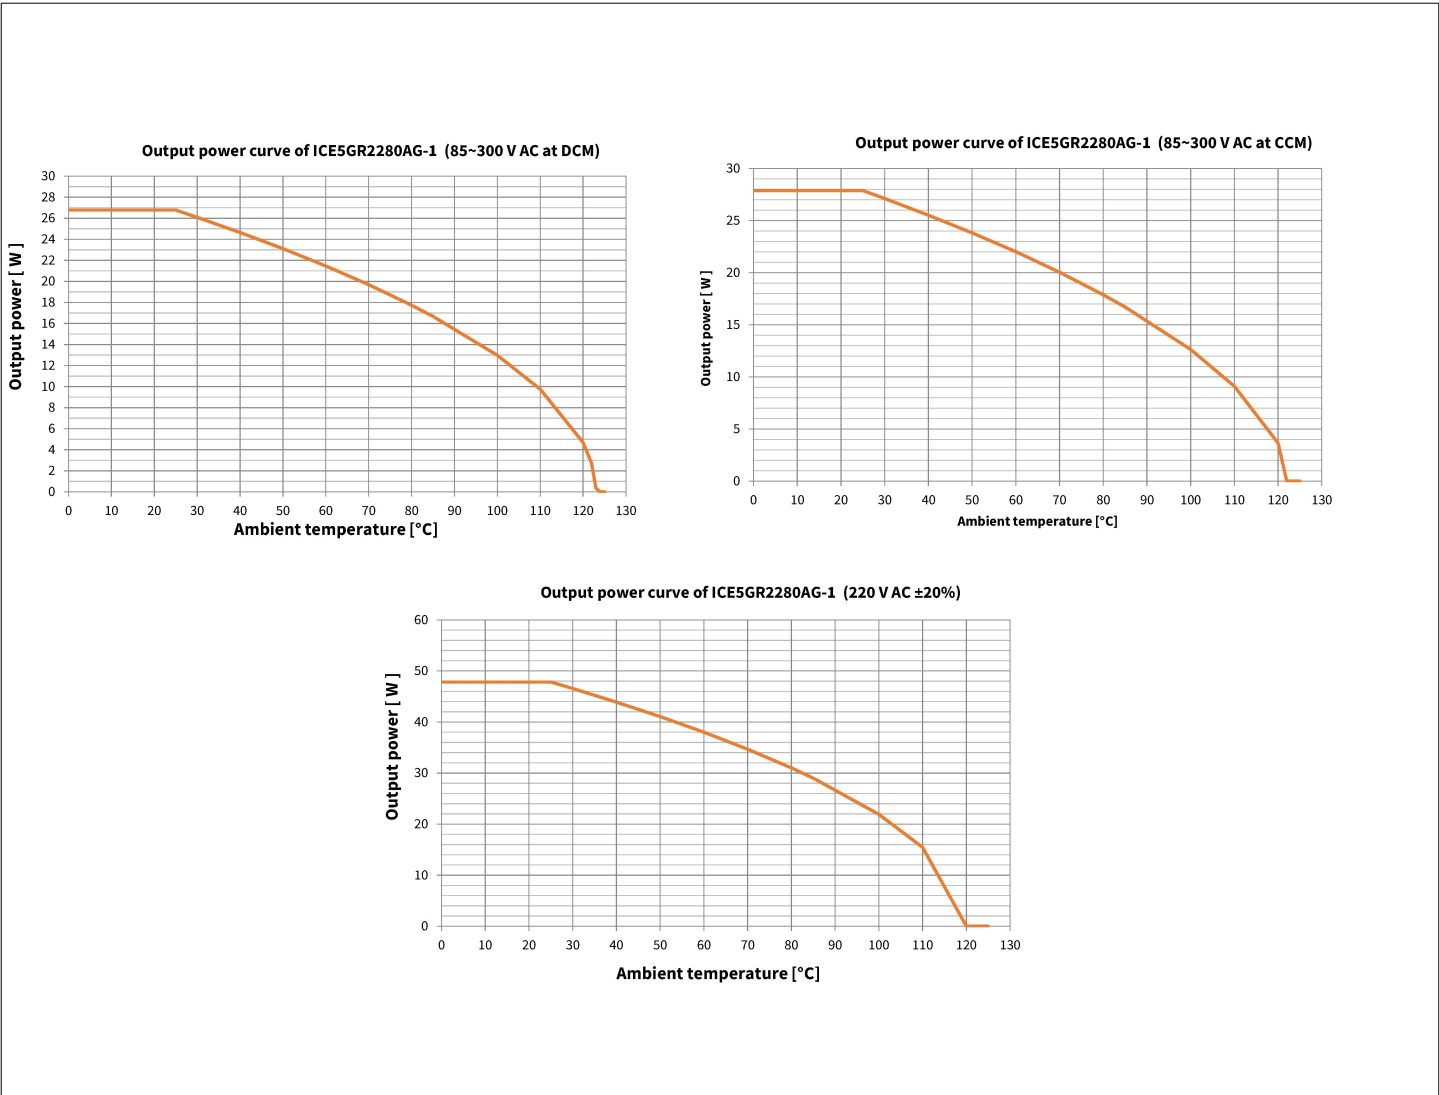 Output power curve of ICE5GR2280AG-1 (85~300 V AC at DCM)
Output power [ W ]
30
28
26
24
22
20
18
16
14
12
10
8
6
4
2
0
0 10 20 30 40 50 60 70 80 90 100 110 120 130
Ambient temperature [°C]
Output power curve of ICE5GR2280AG-1 (85~300 V AC at CCM)
Output power [ W ]
30
25
20
15
10
5
0
0 10 20 30 40 50 60 70 80 90 100 110 120 130
Ambient temperature [°C]
Output power curve of ICE5GR2280AG-1 (220 V AC ±20%)
Output power [ W ]
60
50
40
30
20
10
0
0 10 20 30 40 50 60 70 80 90 100 110 120 130
Ambient temperature [°C]